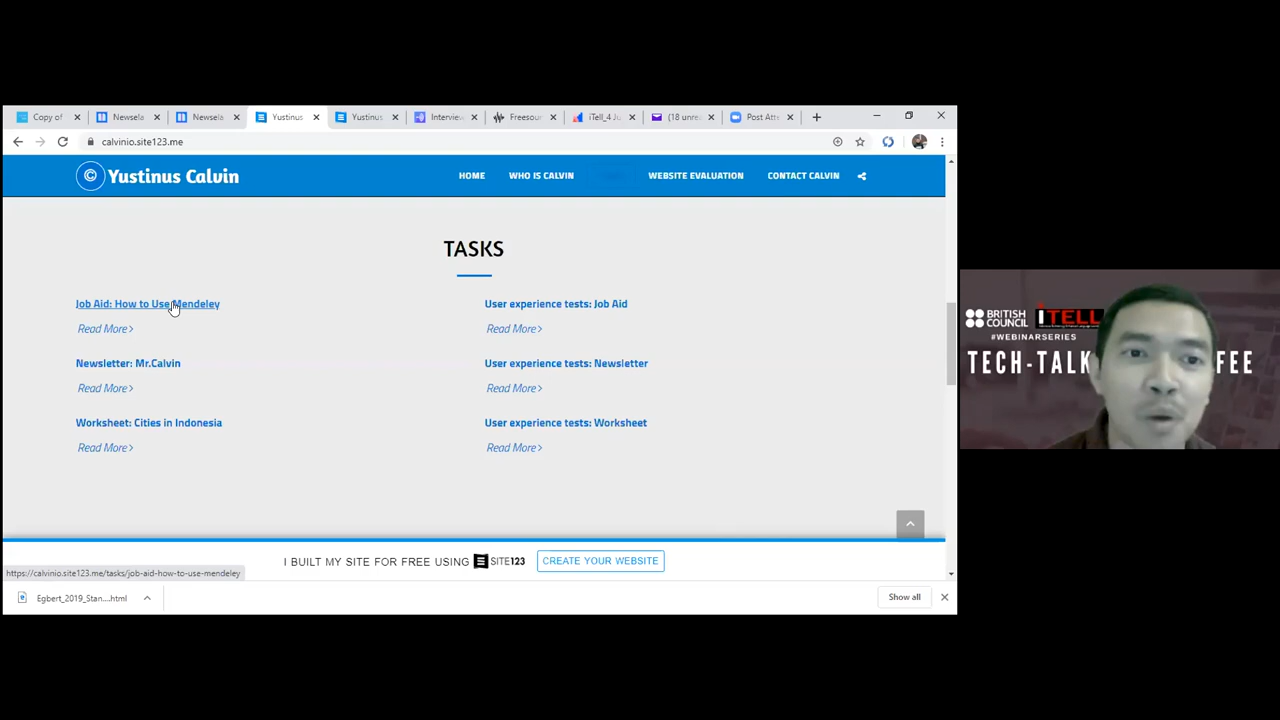 Copy of
Newsela
Newsela
Yustinus
Yustinus
Interview
Freesoun
iTell_4 Ju
(18 unrea
Post Atte
calvinio.site123.me
© Yustinus Calvin
HOME
WHO IS CALVIN
WEBSITE EVALUATION
CONTACT CALVIN
TASKS
Job Aid: How to Use Mendeley
Read More >
User experience tests: Job Aid
Read More >
Newsletter: Mr.Calvin
Read More >
User experience tests: Newsletter
Read More >
Worksheet: Cities in Indonesia
Read More >
User experience tests: Worksheet
Read More >
I BUILT MY SITE FOR FREE USING SITE123
CREATE YOUR WEBSITE
https://calvinio.site123.me/tasks/job-aid-how-to-use-mendeley
Egbert_2019_Stan....html
Show all
BRITISH COUNCIL
iTELL
#WEBINARSERIES
TECH-TALK FEE